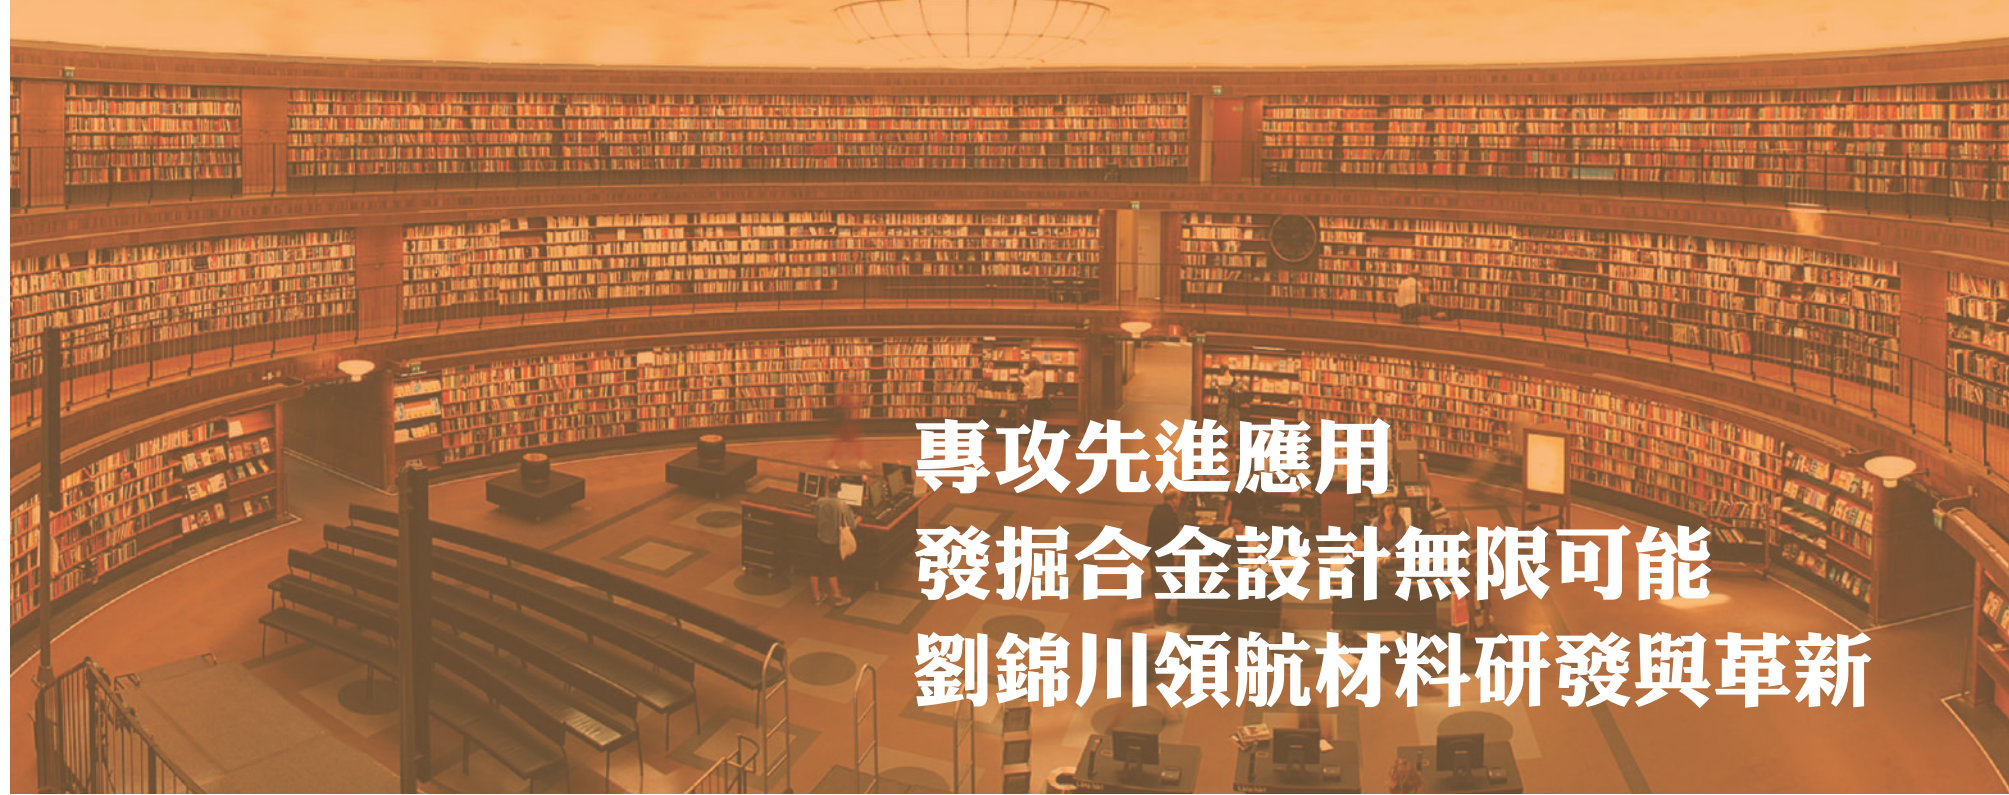 專攻先進應用
發掘合金設計無限可能
劉錦川領航材料研發與革新